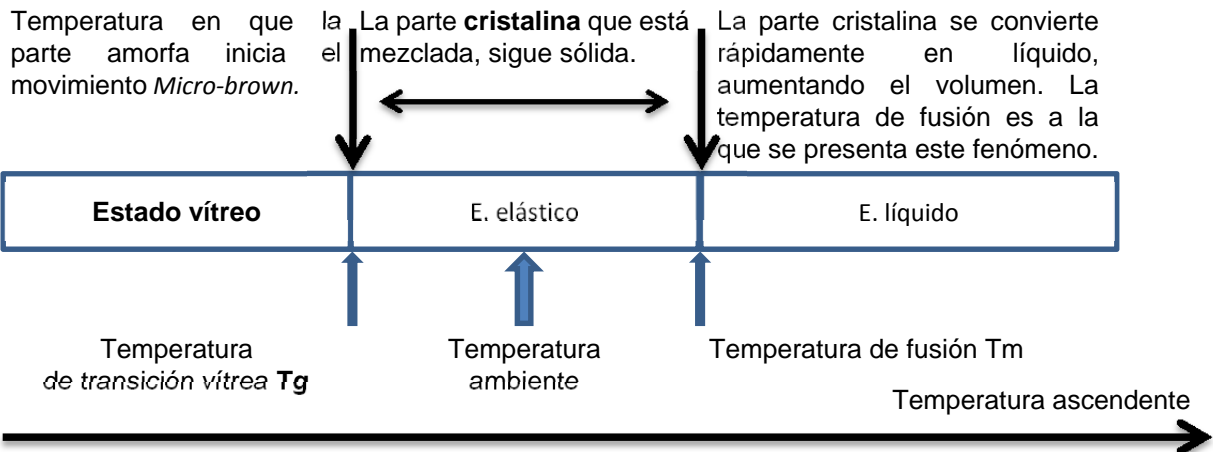 Temperatura en que la
parte amorfa inicia el
movimiento Micro-brown.
La parte cristalina que está
mezclada, sigue sólida.
La parte cristalina se convierte
rápidamente en líquido,
aumentando el volumen. La
temperatura de fusión es a la
que se presenta este fenómeno.
Estado vítreo
E. elástico
E. líquido
Temperatura
de transición vítrea Tg
Temperatura
ambiente
Temperatura de fusión Tm
Temperatura ascendente